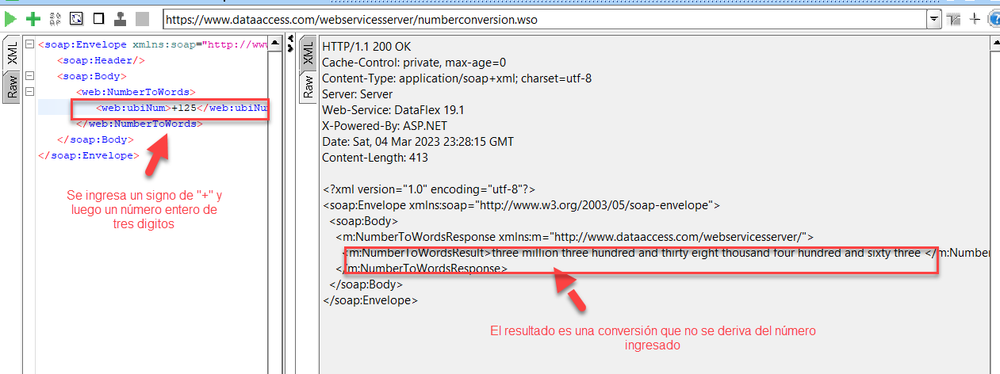 https://www.dataaccess.com/webservicesserver/numberconversion.wso
XML
Raw
<soap:Envelope xmlns:soap="http://www
<soap:Header/>
<soap:Body>
<web:NumberToWords>
<web:ubiNum>+125</web:ubiNu
</web:NumberToWords>
</soap:Body>
</soap:Envelope>
Se ingresa un signo de "+" y
luego un número entero de
tres digitos
XML
Raw
HTTP/1.1 200 OK
Cache-Control: private, max-age=0
Content-Type: application/soap+xml; charset=utf-8
Server: Server
Web-Service: DataFlex 19.1
X-Powered-By: ASP.NET
Date: Sat, 04 Mar 2023 23:28:15 GMT
Content-Length: 413
<?xml version="1.0" encoding="utf-8"?>
<soap:Envelope xmlns:soap="http://www.w3.org/2003/05/soap-envelope">
<soap:Body>
<m:NumberToWordsResponse xmlns:m="http://www.dataaccess.com/webservicesserver/">
<m:NumberToWordsResult>three million three hundred and thirty eight thousand four hundred and sixty three </m:Number
</m:NumberToWordsResponse>
</soap:Body>
</soap:Envelope>
El resultado es una conversión que no se deriva del número
ingresado